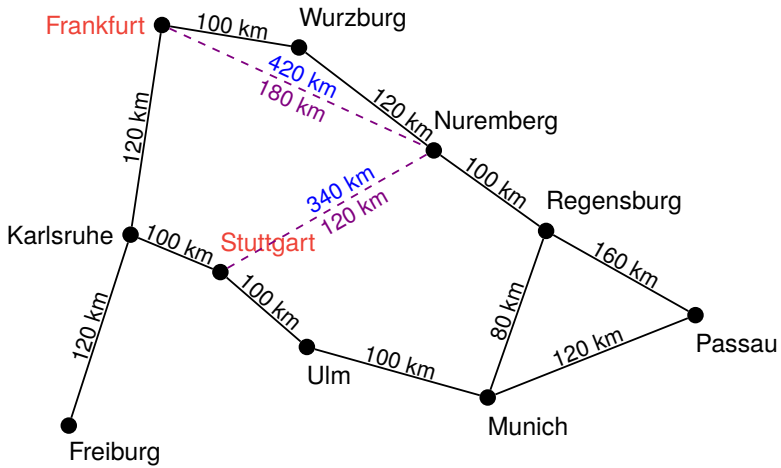 Frankfurt
100 km
Wurzburg
420 km
180 km
120 km
Nuremberg
120 km
340 km
120 km
100 km
Regensburg
Karlsruhe
100 km
Stuttgart
100 km
160 km
80 km
120 km
120 km
100 km
Passau
Ulm
Munich
Freiburg